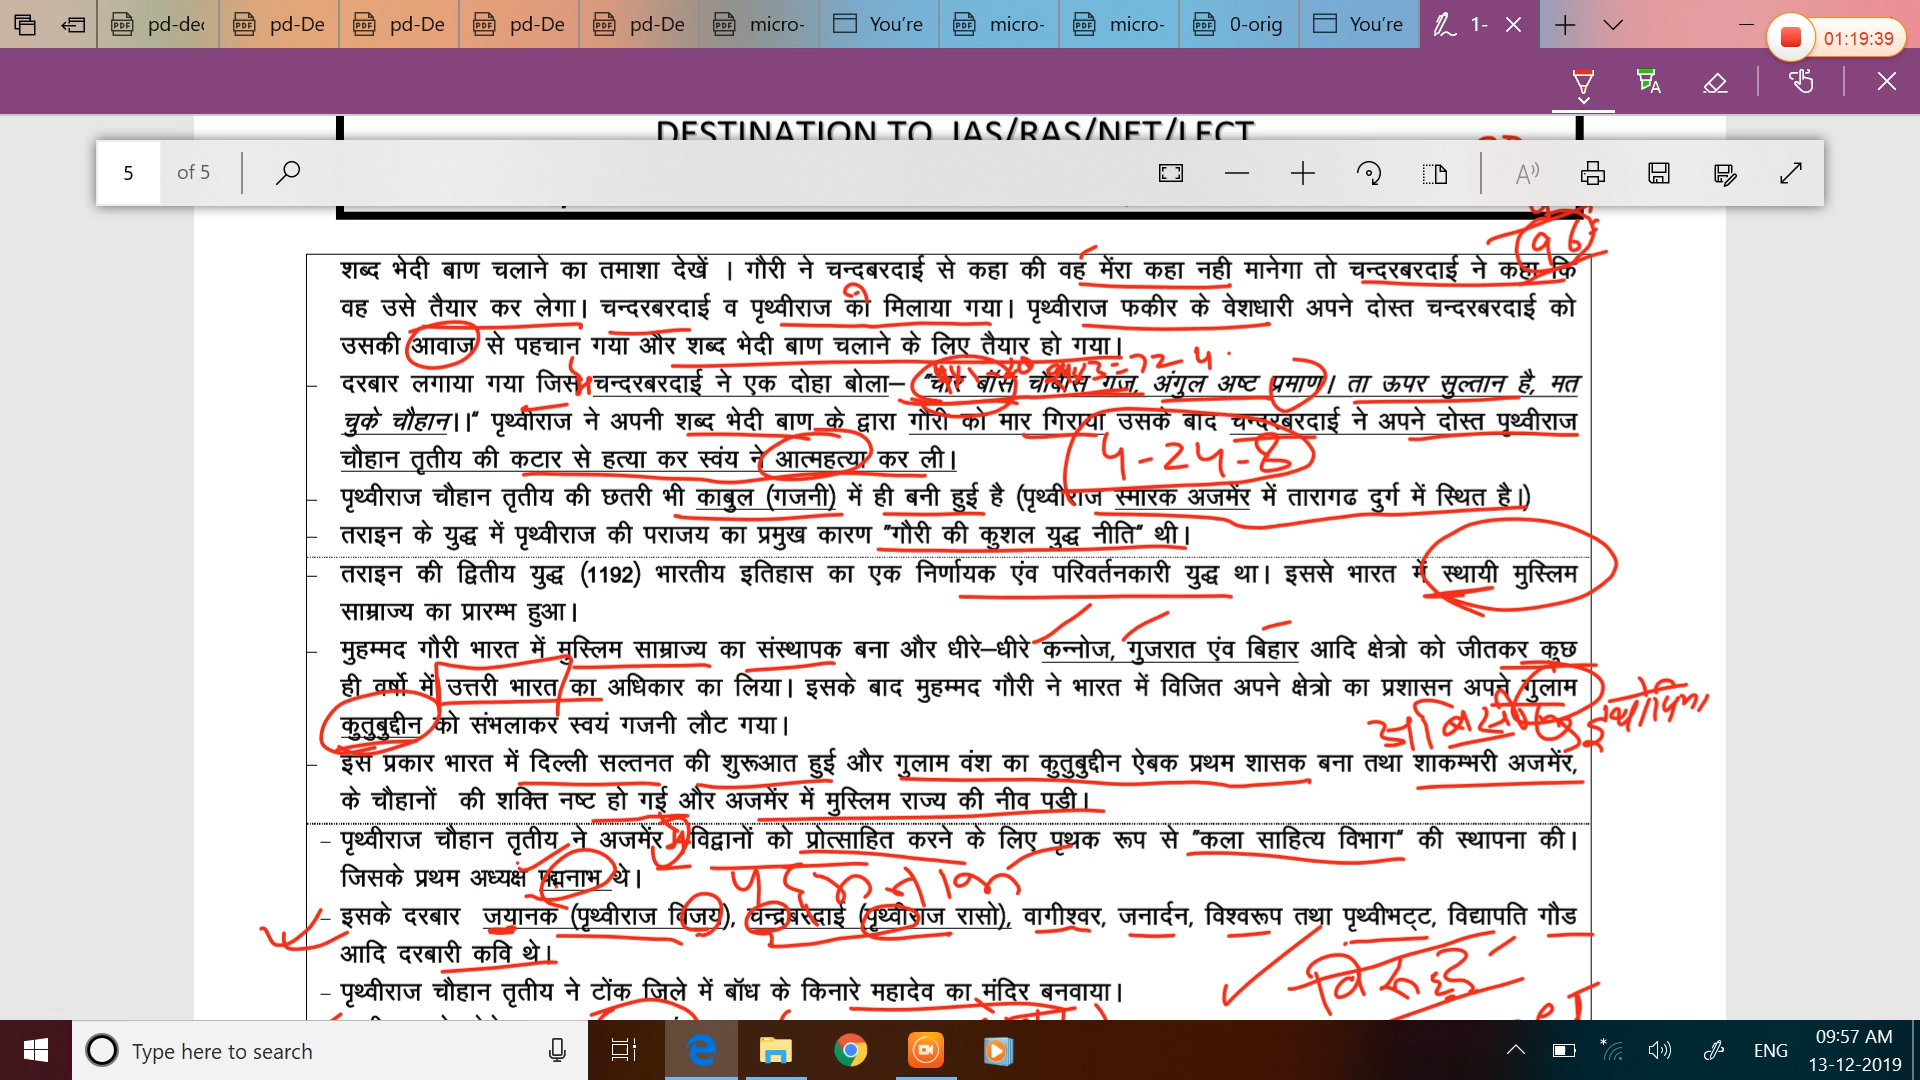 pd-dec pd-De pd-De pd-De pd-De micro- You're micro- micro- 0-orig You're 1-
01:19:39
DESTINATION TO IAS/RAS/NET/LECT
5 of 5
96
शब्द भेदी बाण चलाने का तमाशा देखें । गौरी ने चन्दबरदाई से कहा की वह मेंरा कहा नही मानेगा तो चन्दरबरदाई ने कहा कि
वह उसे तैयार कर लेगा। चन्दरबरदाई व पृथ्वीराज को मिलाया गया। पृथ्वीराज फकीर के वेशधारी अपने दोस्त चन्दरबरदाई को
उसकी आवाज से पहचान गया और शब्द भेदी बाण चलाने के लिए तैयार हो गया।
– दरबार लगाया गया जिस चन्दरबरदाई ने एक दोहा बोला– "चार बॉस चोबीस गज, अंगुल अष्ट प्रमाण। ता ऊपर सुल्तान है, मत
चुके चौहान।।" पृथ्वीराज ने अपनी शब्द भेदी बाण के द्वारा गौरी को मार गिराया उसके बाद चन्दरबरदाई ने अपने दोस्त पृथ्वीराज
4-24-8
चौहान तृतीय की कटार से हत्या कर स्वंय ने आत्महत्या कर ली।
– पृथ्वीराज चौहान तृतीय की छतरी भी काबुल (गजनी) में ही बनी हुई है (पृथ्वीराज स्मारक अजमेंर में तारागढ दुर्ग में स्थित है।)
– तराइन के युद्ध में पृथ्वीराज की पराजय का प्रमुख कारण "गौरी की कुशल युद्ध नीति" थी।
– तराइन की द्वितीय युद्ध (1192) भारतीय इतिहास का एक निर्णायक एंव परिवर्तनकारी युद्ध था। इससे भारत में स्थायी मुस्लिम
साम्राज्य का प्रारम्भ हुआ।
– मुहम्मद गौरी भारत में मुस्लिम साम्राज्य का संस्थापक बना और धीरे–धीरे कन्नोज, गुजरात एंव बिहार आदि क्षेत्रो को जीतकर कुछ
ही वर्षो में उत्तरी भारत का अधिकार का लिया। इसके बाद मुहम्मद गौरी ने भारत में विजित अपने क्षेत्रो का प्रशासन अपने गुलाम
कुतुबुद्दीन को संभलाकर स्वयं गजनी लौट गया।
– इस प्रकार भारत में दिल्ली सल्तनत की शुरूआत हुई और गुलाम वंश का कुतुबुद्दीन ऐबक प्रथम शासक बना तथा शाकम्भरी अजमेंर,
के चौहानों की शक्ति नष्ट हो गई और अजमेंर में मुस्लिम राज्य की नीव पडी।
– पृथ्वीराज चौहान तृतीय ने अजमेंर विद्वानों को प्रोत्साहित करने के लिए पृथक रूप से "कला साहित्य विभाग" की स्थापना की।
जिसके प्रथम अध्यक्ष पद्मनाभ थे।
– इसके दरबार जयानक (पृथ्वीराज विजय), चन्द्रबरदाई (पृथ्वीराज रासो), वागीश्वर, जनार्दन, विश्वरूप तथा पृथ्वीभट्ट, विद्यापति गौड
आदि दरबारी कवि थे।
– पृथ्वीराज चौहान तृतीय ने टोंक जिले में बॉध के किनारे महादेव का मंदिर बनवाया।
Type here to search
ENG
09:57 AM
13-12-2019